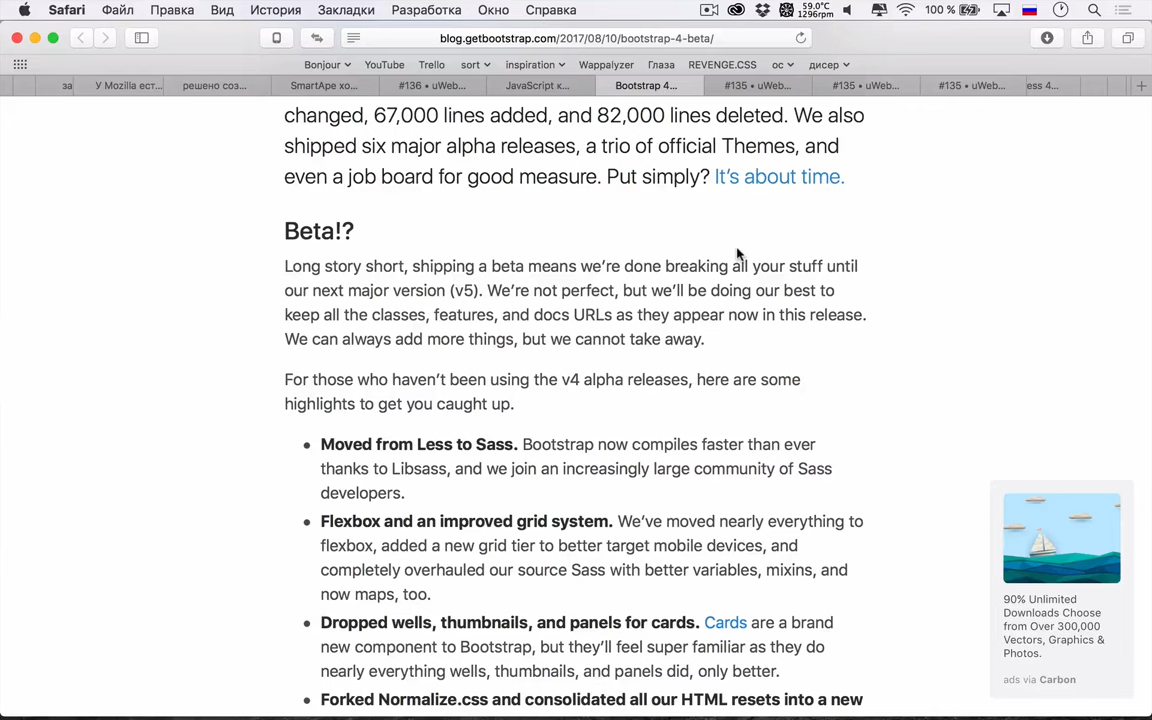 Safari Файл Правка Вид История Закладки Разработка Окно Справка 59.0°C 1296rpm 100 %
blog.getbootstrap.com/2017/08/10/bootstrap-4-beta/
Bonjour YouTube Trello sort inspiration Wappalyzer Глаза REVENGE.CSS ос дисер
за У Mozilla ест... решено соз... SmartApe хо... #136 • uWeb... JavaScript к... Bootstrap 4... #135 • uWeb... #135 • uWeb... #135 • uWeb... ess 4...
changed, 67,000 lines added, and 82,000 lines deleted. We also
shipped six major alpha releases, a trio of official Themes, and
even a job board for good measure. Put simply? It's about time.
Beta!?
Long story short, shipping a beta means we're done breaking all your stuff until
our next major version (v5). We're not perfect, but we'll be doing our best to
keep all the classes, features, and docs URLs as they appear now in this release.
We can always add more things, but we cannot take away.
For those who haven't been using the v4 alpha releases, here are some
highlights to get you caught up.
• Moved from Less to Sass. Bootstrap now compiles faster than ever
thanks to Libsass, and we join an increasingly large community of Sass
developers.
• Flexbox and an improved grid system. We've moved nearly everything to
flexbox, added a new grid tier to better target mobile devices, and
completely overhauled our source Sass with better variables, mixins, and
now maps, too.
• Dropped wells, thumbnails, and panels for cards. Cards are a brand
new component to Bootstrap, but they'll feel super familiar as they do
nearly everything wells, thumbnails, and panels did, only better.
• Forked Normalize.css and consolidated all our HTML resets into a new
90% Unlimited
Downloads Choose
from Over 300,000
Vectors, Graphics &
Photos.
ads via Carbon